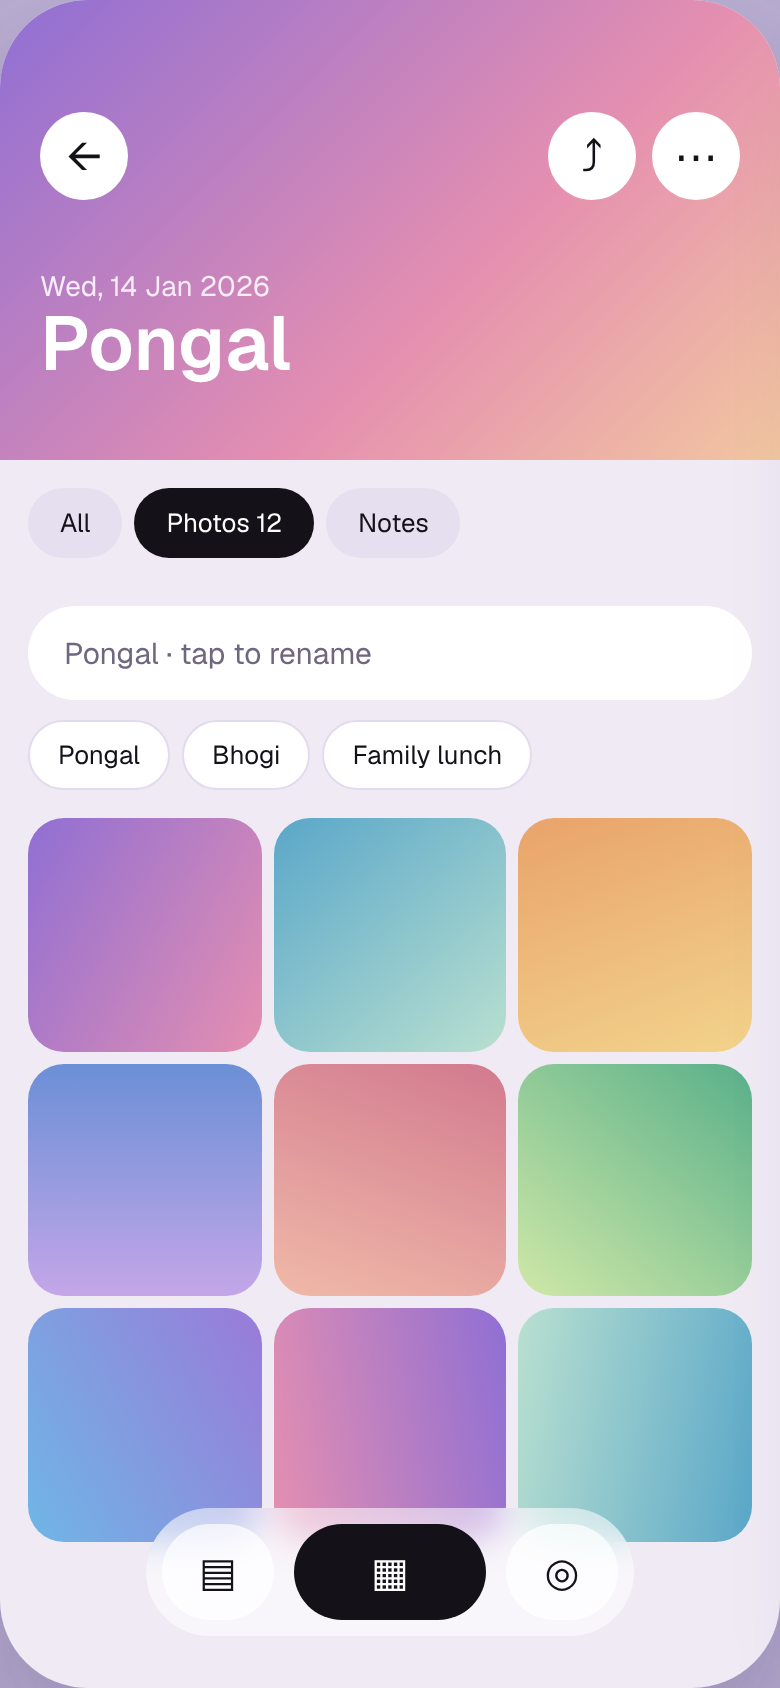 Wed, 14 Jan 2026
Pongal
All
Photos 12
Notes
Pongal · tap to rename
Pongal
Bhogi
Family lunch